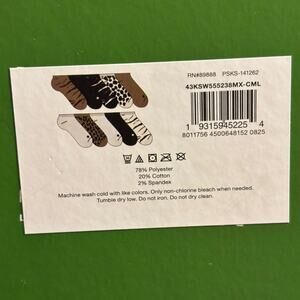 RN#89888 PSKS-141262
43KSW555238MX-CML
1 9315945225 4
8011756 4500648152 0825
78% Polyester
20% Cotton
2% Spandex
Machine wash cold with like colors. Only non-chlorine bleach when needed.
Tumble dry low. Do not iron. Do not dry clean.